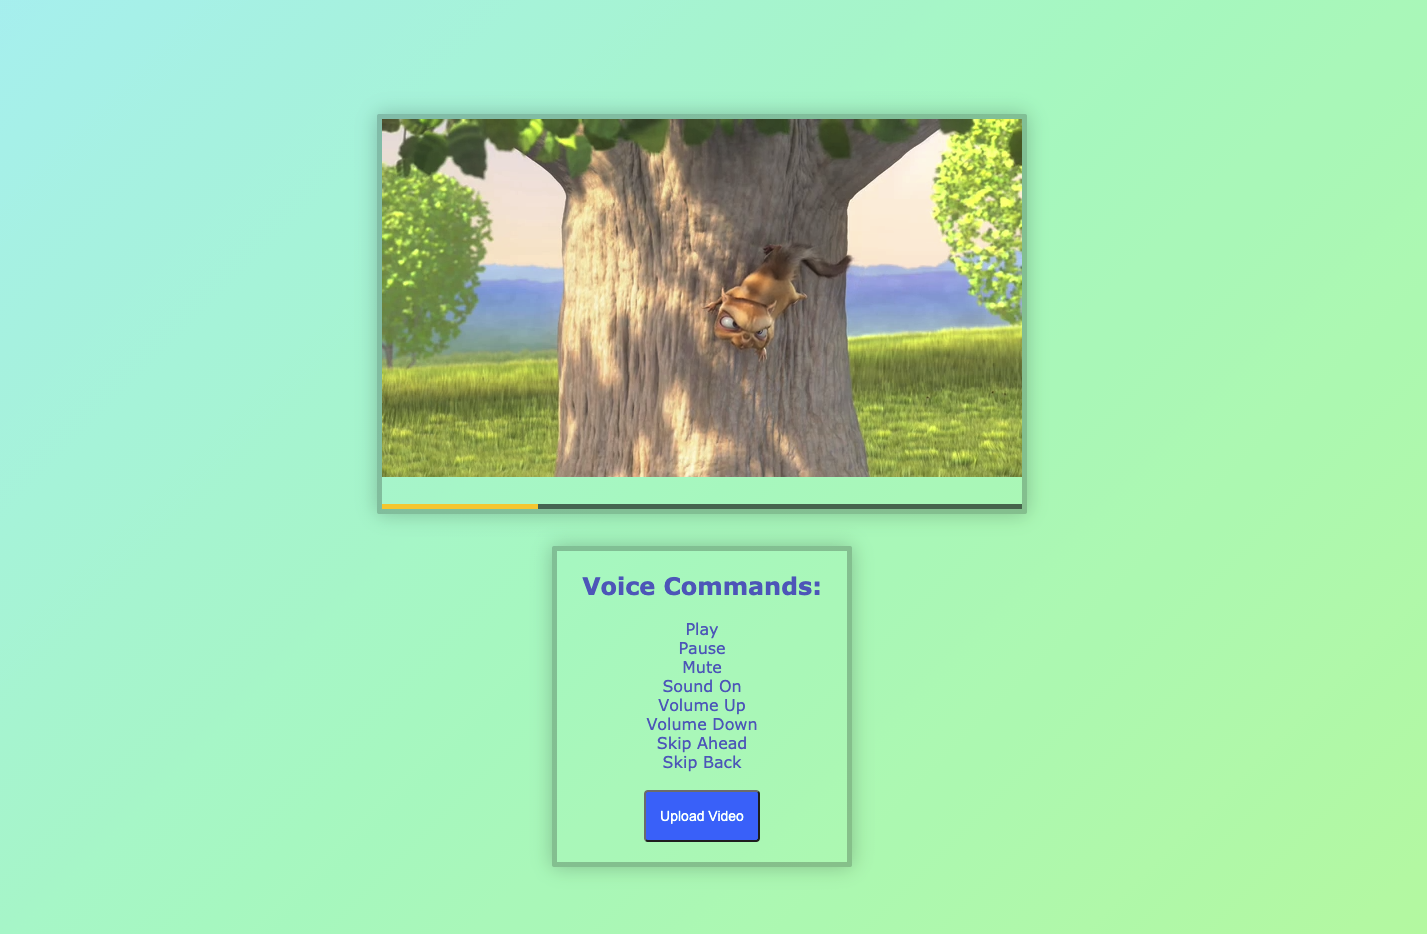 Voice Commands:
Play
Pause
Mute
Sound On
Volume Up
Volume Down
Skip Ahead
Skip Back
Upload Video